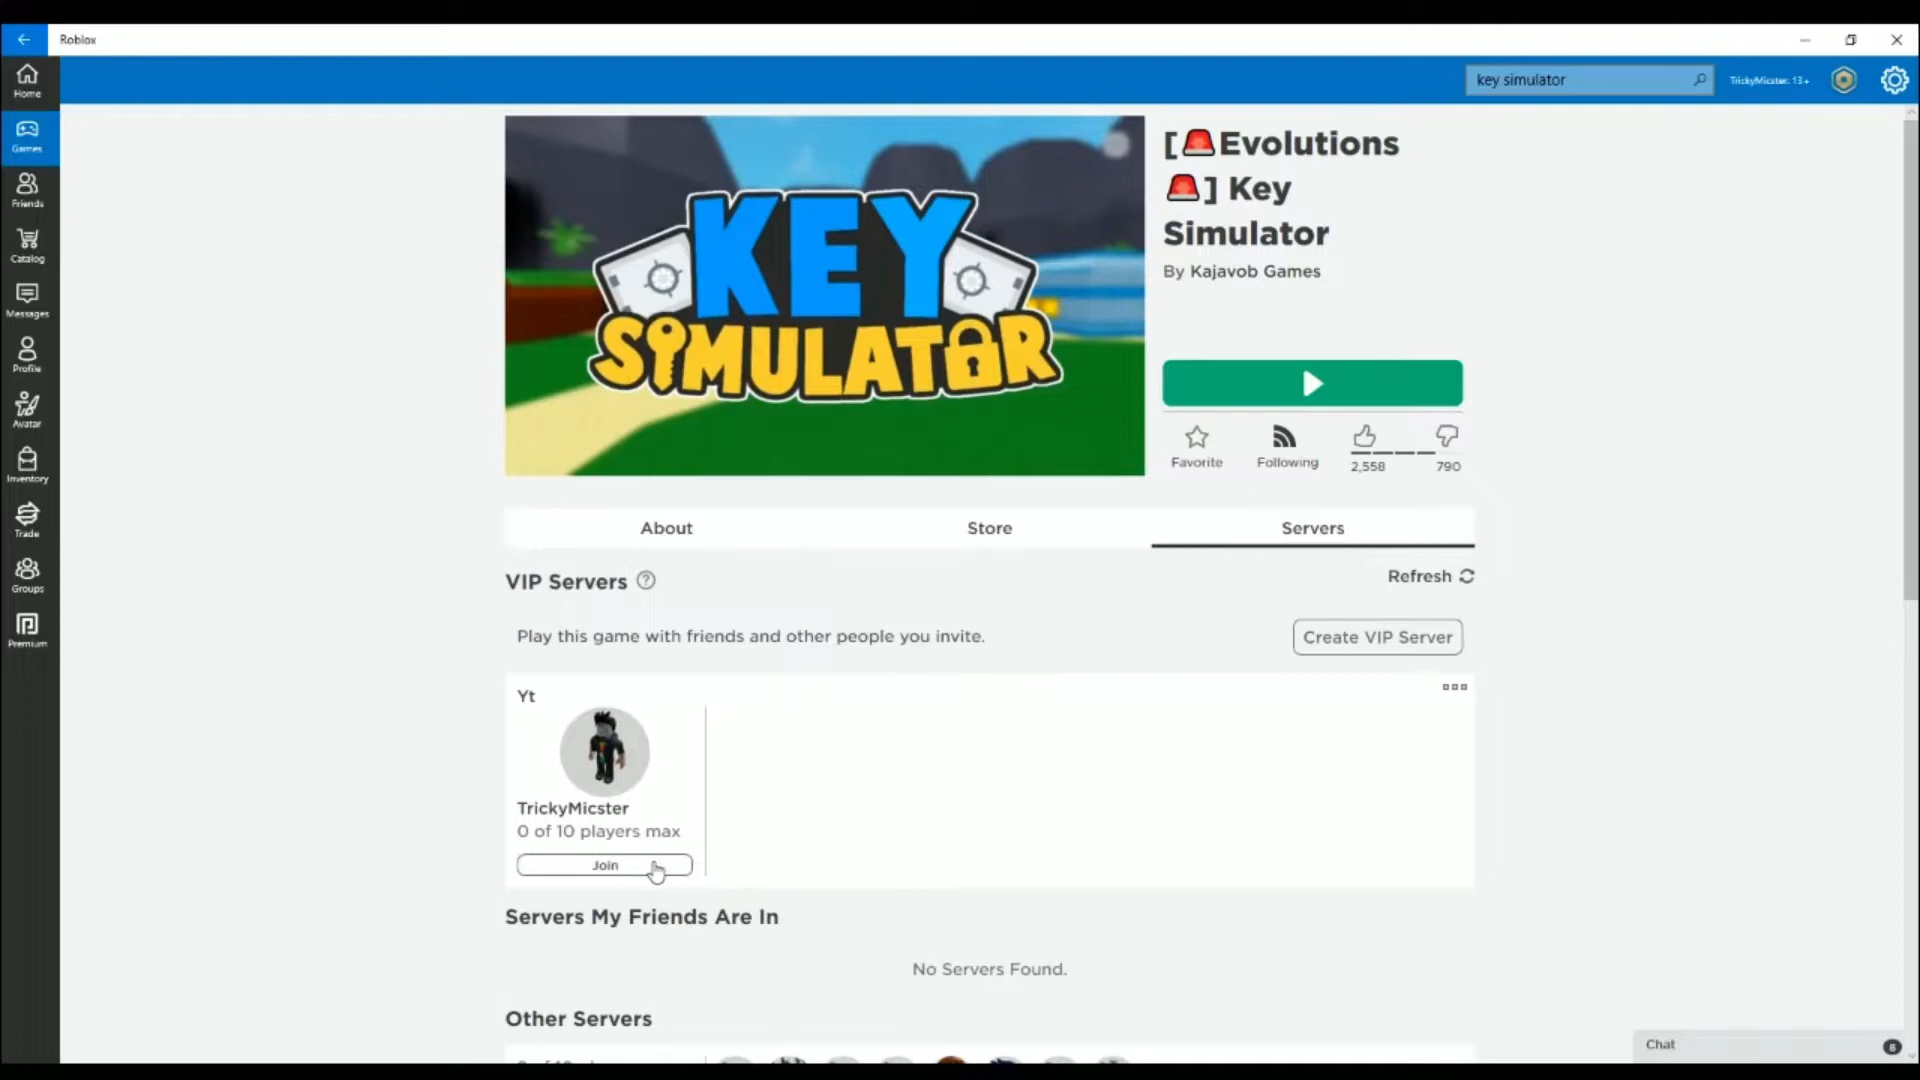 Roblox
Home
Games
Friends
Catalog
Messages
Profile
Avatar
Inventory
Trade
Groups
Premium
key simulator
TrickyMicster: 13+
KEY
SIMULATOR
[🚨Evolutions
🚨] Key
Simulator
By Kajavob Games
Favorite
Following
2,558
790
About
Store
Servers
VIP Servers
Refresh
Play this game with friends and other people you invite.
Create VIP Server
Yt
TrickyMicster
0 of 10 players max
Join
Servers My Friends Are In
No Servers Found.
Other Servers
Chat
8